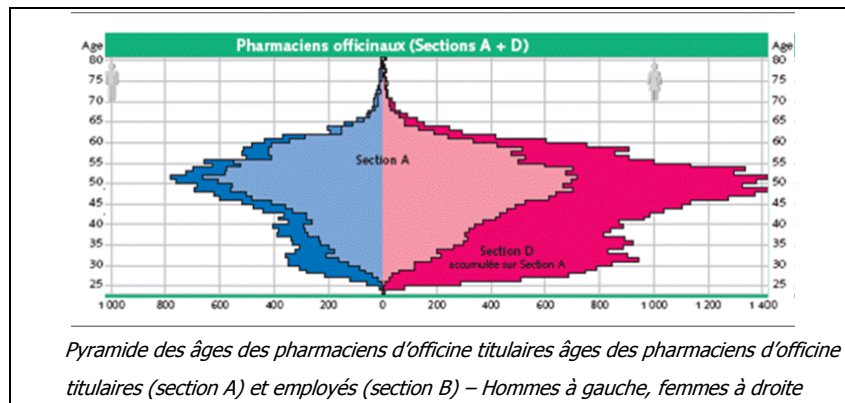 Age Pharmaciens officinaux (Sections A + D) Age
80 80
75 75
70 70
65 65
60 60
55 Section A 55
50 50
45 45
40 40
35 Section D 35
30 accumulée sur Section A 30
25 25
1 000 800 600 400 200 0 200 400 600 800 1 000 1 200 1 400
Pyramide des âges des pharmaciens d’officine titulaires âges des pharmaciens d’officine
titulaires (section A) et employés (section B) – Hommes à gauche, femmes à droite